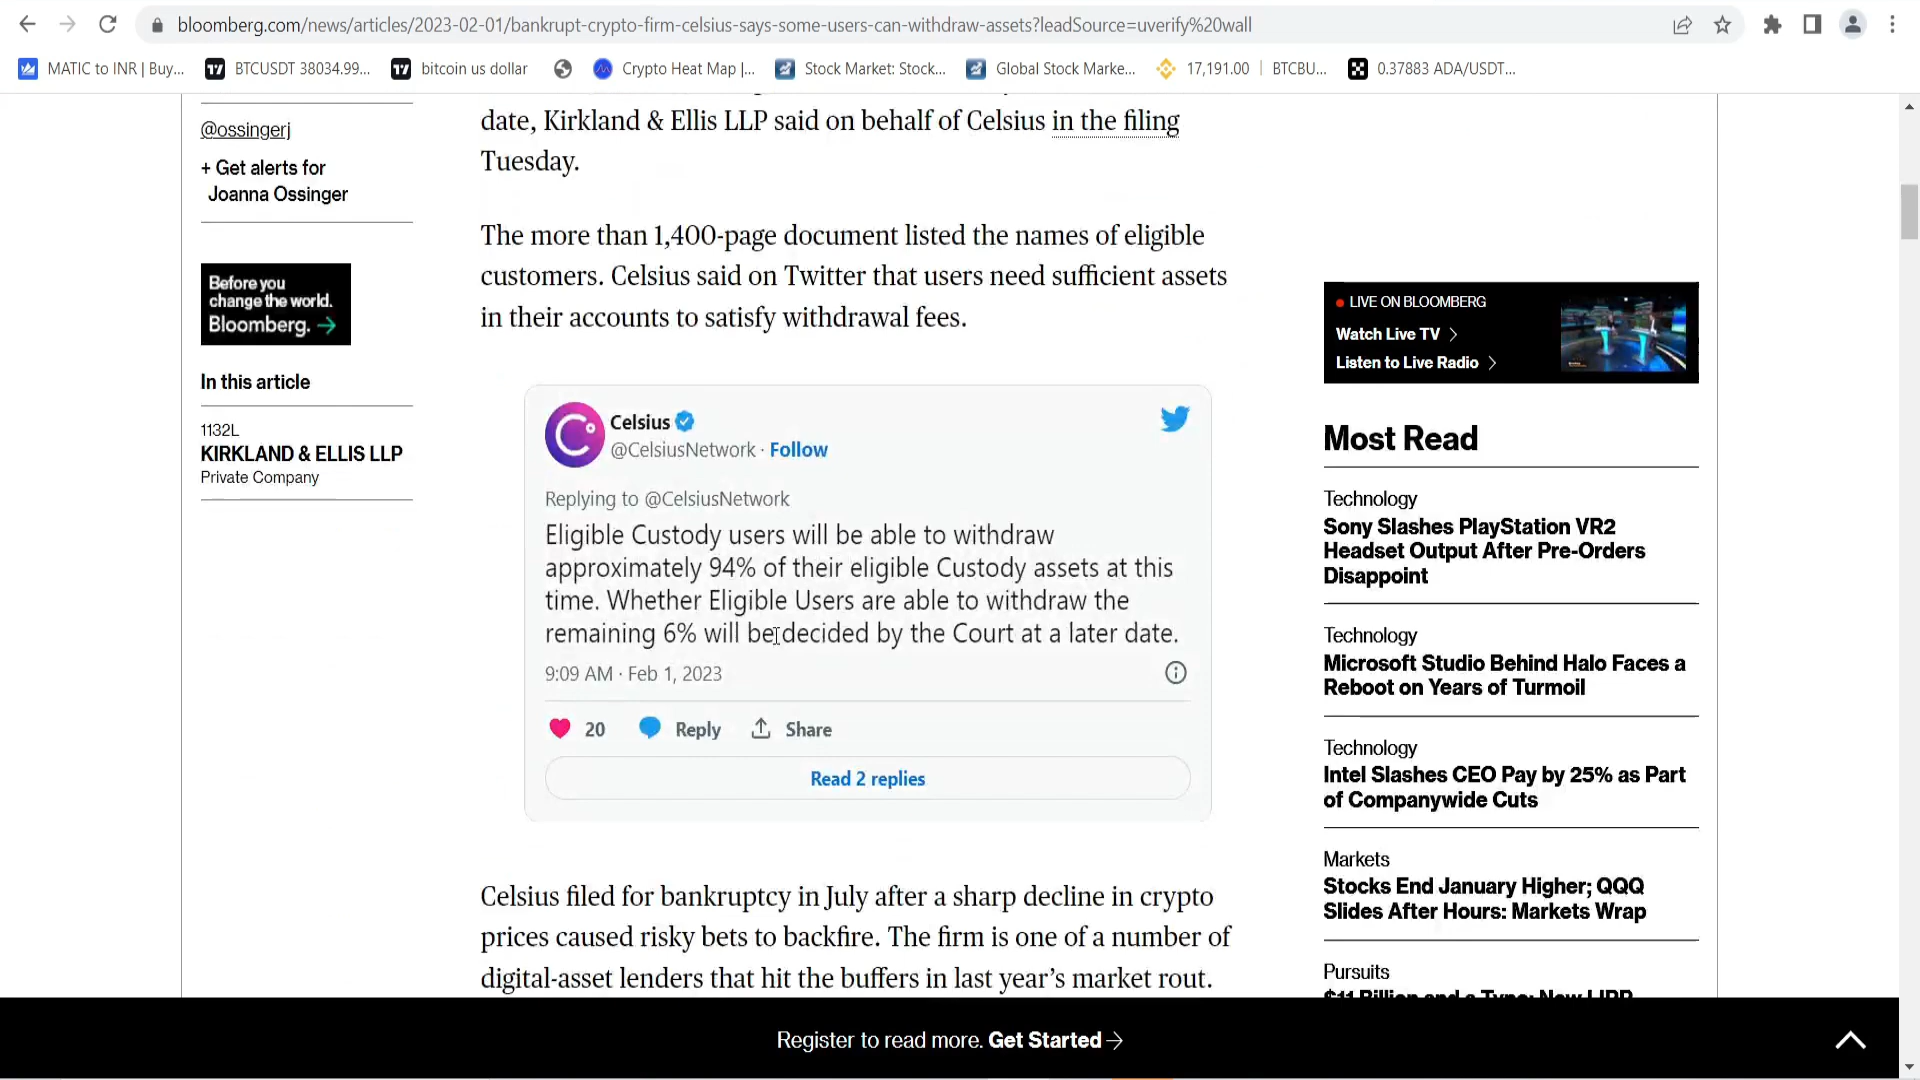 bloomberg.com/news/articles/2023-02-01/bankrupt-crypto-firm-celsius-says-some-users-can-withdraw-assets?leadSource=uverify%20wall
MATIC to INR | Buy... BTCUSDT 38034.99... bitcoin us dollar Crypto Heat Map |... Stock Market: Stock... Global Stock Marke... 17,191.00 | BTCBU... 0.37883 ADA/USDT...
@ossingerj
+ Get alerts for
Joanna Ossinger
Before you
change the world.
Bloomberg. →
In this article
1132L
KIRKLAND & ELLIS LLP
Private Company
date, Kirkland & Ellis LLP said on behalf of Celsius in the filing
Tuesday.
The more than 1,400-page document listed the names of eligible
customers. Celsius said on Twitter that users need sufficient assets
in their accounts to satisfy withdrawal fees.
Celsius
@CelsiusNetwork · Follow
Replying to @CelsiusNetwork
Eligible Custody users will be able to withdraw
approximately 94% of their eligible Custody assets at this
time. Whether Eligible Users are able to withdraw the
remaining 6% will be decided by the Court at a later date.
9:09 AM · Feb 1, 2023
20 Reply Share
Read 2 replies
Celsius filed for bankruptcy in July after a sharp decline in crypto
prices caused risky bets to backfire. The firm is one of a number of
digital-asset lenders that hit the buffers in last year's market rout.
LIVE ON BLOOMBERG
Watch Live TV >
Listen to Live Radio >
Most Read
Technology
Sony Slashes PlayStation VR2
Headset Output After Pre-Orders
Disappoint
Technology
Microsoft Studio Behind Halo Faces a
Reboot on Years of Turmoil
Technology
Intel Slashes CEO Pay by 25% as Part
of Companywide Cuts
Markets
Stocks End January Higher; QQQ
Slides After Hours: Markets Wrap
Pursuits
Register to read more. Get Started →